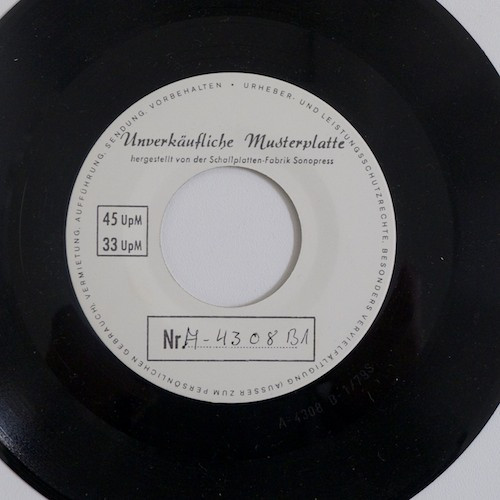 URHEBER- UND LEISTUNGSSCHUTZRECHTE, BESONDERS VERVIELFÄLTIGUNG (AUSSER ZUM PERSÖNLICHEN GEBRAUCH), VERMIETUNG, AUFFÜHRUNG, SENDUNG, VORBEHALTEN •
Unverkäufliche Musterplatte
hergestellt von der Schallplatten-Fabrik Sonopress
45 UpM
33 UpM
Nr. A-4308 B1
A-4308 B